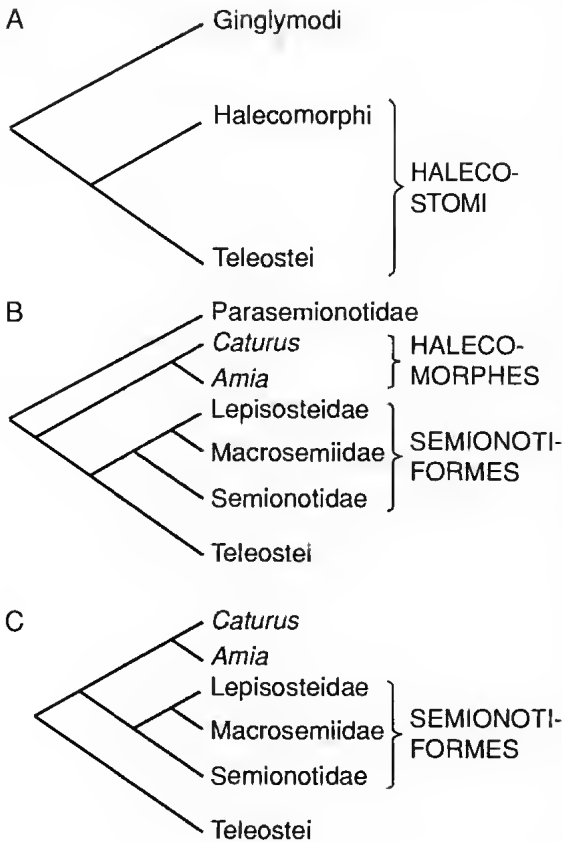 A
Ginglymodi
Halecomorphi
HALECO-
STOMI
Teleostei
B
Parasemionotidae
Caturus
HALECO-
MORPHES
Amia
Lepisosteidae
Macrosemiidae
SEMIONOTI-
FORMES
Semionotidae
Teleostei
C
Caturus
Amia
Lepisosteidae
Macrosemiidae
SEMIONOTI-
FORMES
Semionotidae
Teleostei